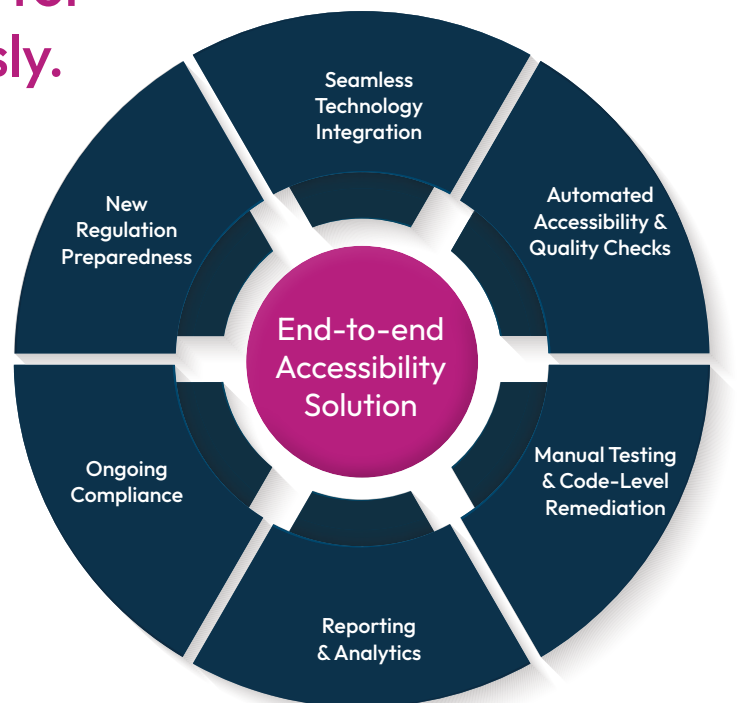 sly.
Seamless
Technology
Integration
Automated
Accessibility &
Quality Checks
Manual Testing
& Code-Level
Remediation
Reporting
& Analytics
Ongoing
Compliance
New
Regulation
Preparedness
End-to-end
Accessibility
Solution